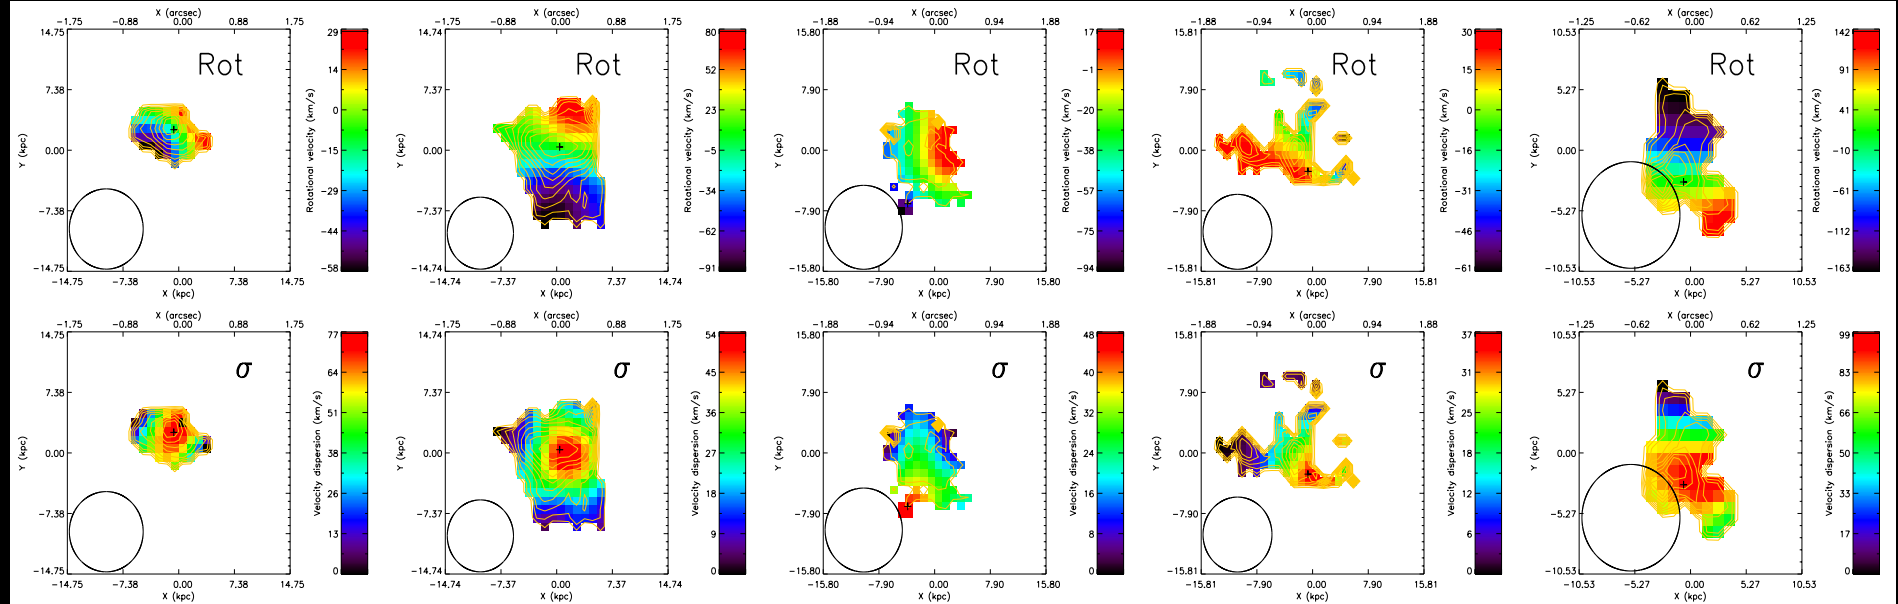 X (arcsec)
-1.75 -0.88 0.00 0.88 1.75
14.75
7.38
0.00
-7.38
-14.75
Y (kpc)
Rot
-14.75 -7.38 0.00 7.38 14.75
X (kpc)
29
14
0
-15
-29
-44
-58
Rotational velocity (km/s)
X (arcsec)
-1.75 -0.88 0.00 0.88 1.75
14.74
7.37
0.00
-7.37
-14.74
Y (kpc)
Rot
-14.74 -7.37 0.00 7.37 14.74
X (kpc)
80
52
23
-5
-34
-62
-91
Rotational velocity (km/s)
X (arcsec)
-1.88 -0.94 0.00 0.94 1.88
15.80
7.90
0.00
-7.90
-15.80
Y (kpc)
Rot
-15.80 -7.90 0.00 7.90 15.80
X (kpc)
17
-1
-20
-38
-57
-76
-94
Rotational velocity (km/s)
X (arcsec)
-1.88 -0.94 0.00 0.94 1.88
15.81
7.90
0.00
-7.90
-15.81
Y (kpc)
Rot
-15.81 -7.90 0.00 7.90 15.81
X (kpc)
30
15
0
-16
-31
-46
-61
Rotational velocity (km/s)
X (arcsec)
-1.25 -0.62 0.00 0.62 1.25
10.53
5.27
0.00
-5.27
-10.53
Y (kpc)
Rot
-10.53 -5.27 0.00 5.27 10.53
X (kpc)
142
91
41
-10
-61
-112
-163
Rotational velocity (km/s)
X (arcsec)
-1.75 -0.88 0.00 0.88 1.75
14.75
7.38
0.00
-7.38
-14.75
Y (kpc)
σ
-14.75 -7.38 0.00 7.38 14.75
X (kpc)
77
64
51
39
26
13
0
Velocity dispersion (km/s)
X (arcsec)
-1.75 -0.88 0.00 0.88 1.75
14.74
7.37
0.00
-7.37
-14.74
Y (kpc)
σ
-14.74 -7.37 0.00 7.37 14.74
X (kpc)
54
45
36
27
18
9
0
Velocity dispersion (km/s)
X (arcsec)
-1.88 -0.94 0.00 0.94 1.88
15.80
7.90
0.00
-7.90
-15.80
Y (kpc)
σ
-15.80 -7.90 0.00 7.90 15.80
X (kpc)
48
40
32
24
16
8
0
Velocity dispersion (km/s)
X (arcsec)
-1.88 -0.94 0.00 0.94 1.88
15.81
7.90
0.00
-7.90
-15.81
Y (kpc)
σ
-15.81 -7.90 0.00 7.90 15.81
X (kpc)
37
31
25
18
12
6
0
Velocity dispersion (km/s)
X (arcsec)
-1.25 -0.62 0.00 0.62 1.25
10.53
5.27
0.00
-5.27
-10.53
Y (kpc)
σ
-10.53 -5.27 0.00 5.27 10.53
X (kpc)
99
83
66
50
33
17
0
Velocity dispersion (km/s)